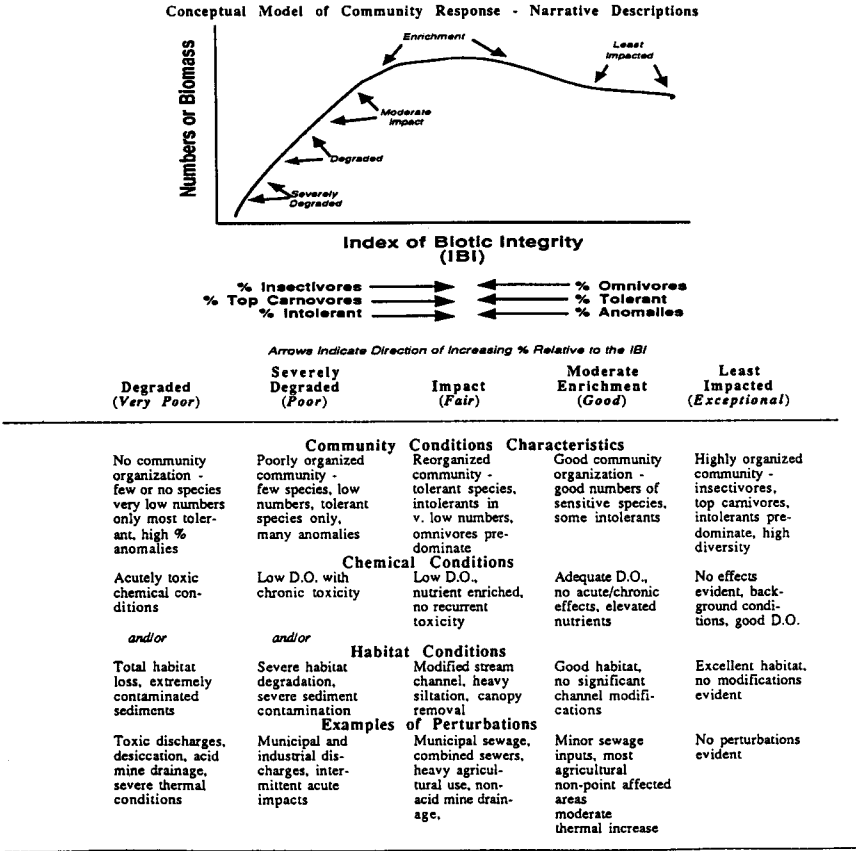 Conceptual Model of Community Response - Narrative Descriptions
Numbers or Biomass
Enrichment
Least
Impacted
Moderate
Impact
Degraded
Severely
Degraded
Index of Biotic Integrity
(IBI)
% Insectivores
% Top Carnovores
% Intolerant
% Omnivores
% Tolerant
% Anomalies
Arrows Indicate Direction of Increasing % Relative to the IBI
Degraded
(Very Poor)
Severely
Degraded
(Poor)
Impact
(Fair)
Moderate
Enrichment
(Good)
Least
Impacted
(Exceptional)
Community Conditions Characteristics
No community
organization -
few or no species
very low numbers
only most toler-
ant, high %
anomalies
Poorly organized
community -
few species, low
numbers, tolerant
species only,
many anomalies
Reorganized
community -
tolerant species,
intolerants in
v. low numbers,
omnivores pre-
dominate
Good community
organization -
good numbers of
sensitive species,
some intolerants
Highly organized
community -
insectivores,
top carnivores,
intolerants pre-
dominate, high
diversity
Chemical Conditions
Acutely toxic
chemical con-
ditions
Low D.O. with
chronic toxicity
Low D.O.,
nutrient enriched,
no recurrent
toxicity
Adequate D.O.,
no acute/chronic
effects, elevated
nutrients
No effects
evident, back-
ground condi-
tions, good D.O.
and/or
and/or
Habitat Conditions
Total habitat
loss, extremely
contaminated
sediments
Severe habitat
degradation,
severe sediment
contamination
Modified stream
channel, heavy
siltation, canopy
removal
Good habitat,
no significant
channel modifi-
cations
Excellent habitat,
no modifications
evident
Examples of Perturbations
Toxic discharges,
desiccation, acid
mine drainage,
severe thermal
conditions
Municipal and
industrial dis-
charges, inter-
mittent acute
impacts
Municipal sewage,
combined sewers,
heavy agricul-
tural use, non-
acid mine drain-
age,
Minor sewage
inputs, most
agricultural
non-point affected
areas
moderate
thermal increase
No perturbations
evident